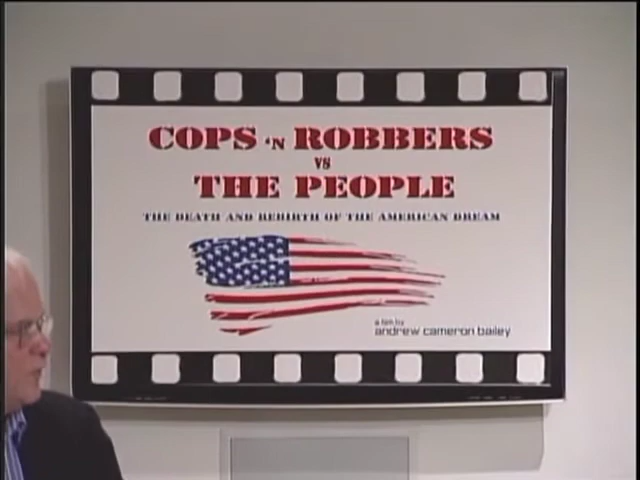 COPS 'N ROBBERS
VS
THE PEOPLE
THE DEATH AND REBIRTH OF THE AMERICAN DREAM
a film by
andrew cameron bailey